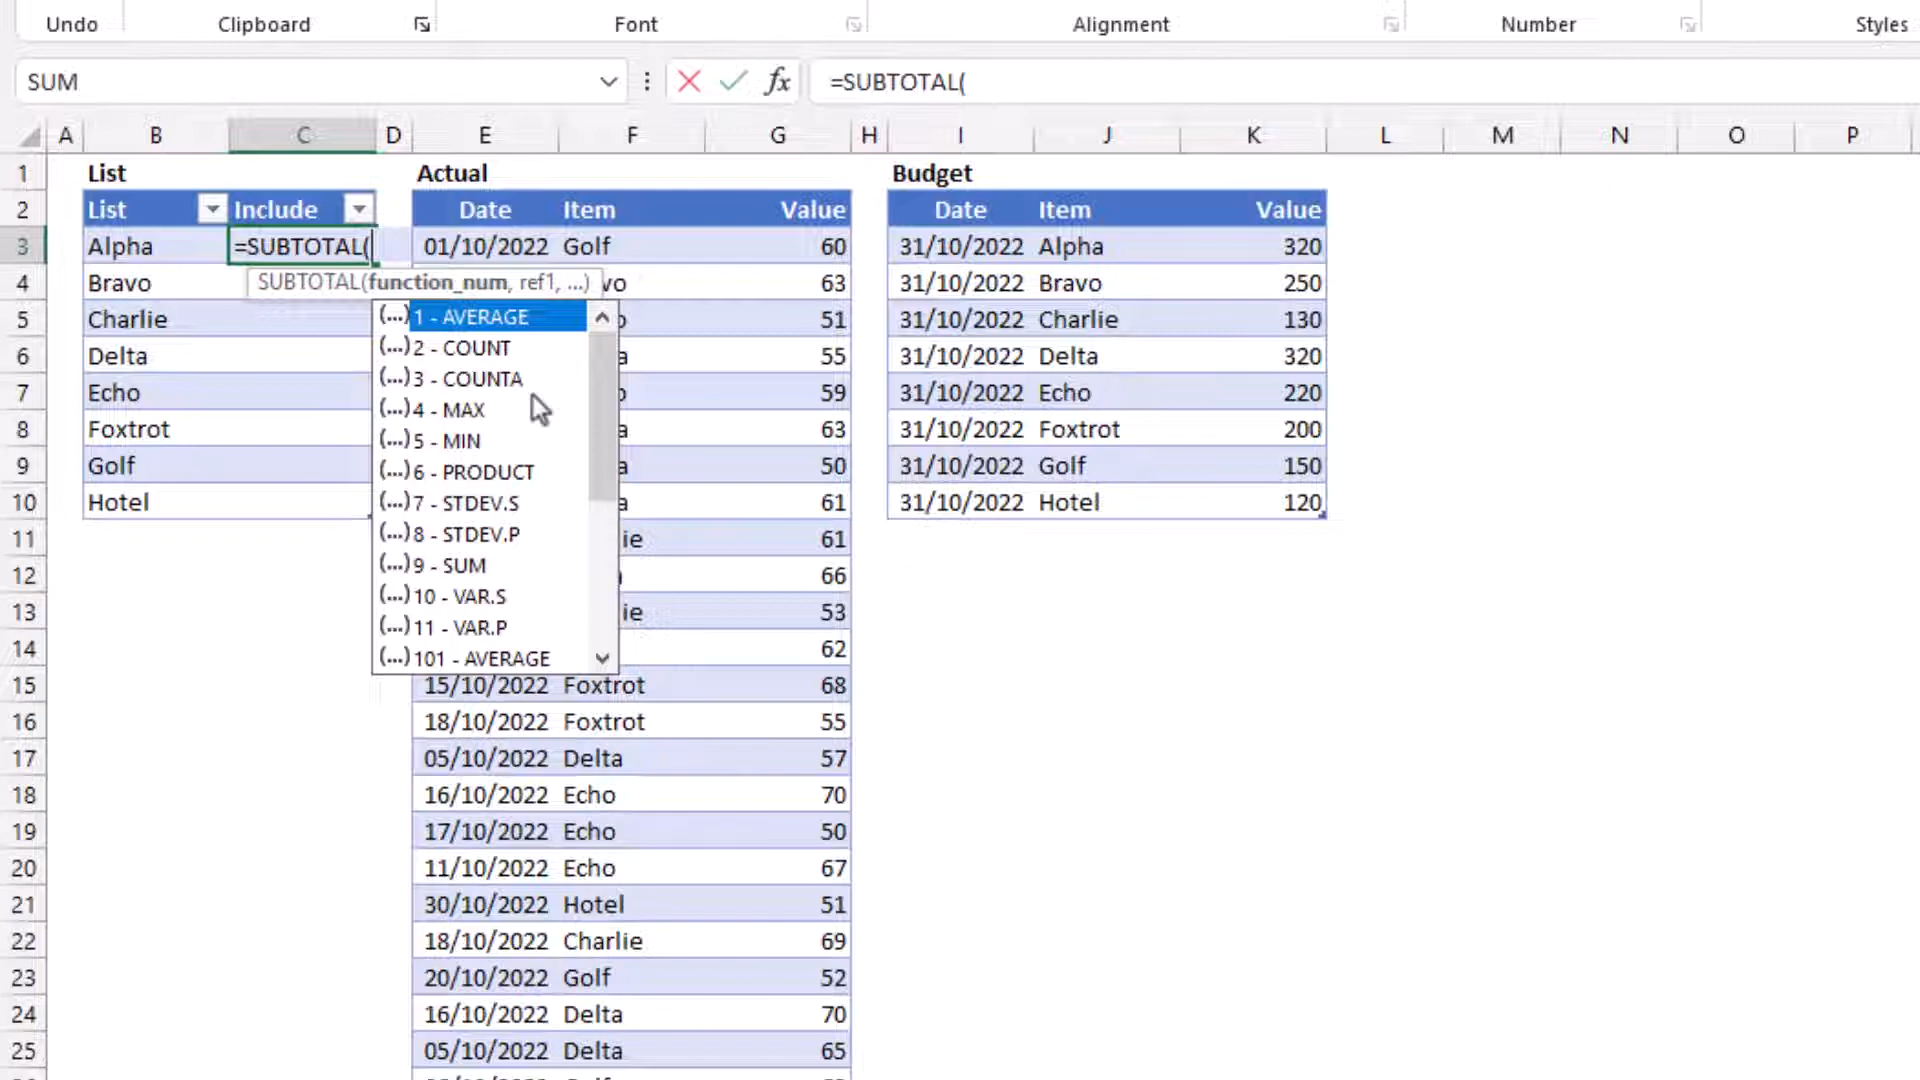 Undo Clipboard Font Alignment Number Styles
SUM fx =SUBTOTAL(
A B C D E F G H I J K L M N O P
1 List Actual Budget
2 List Include Date Item Value Date Item Value
3 Alpha =SUBTOTAL( 01/10/2022 Golf 60 31/10/2022 Alpha 320
4 Bravo SUBTOTAL(function_num, ref1, ...) vo 63 31/10/2022 Bravo 250
(...) 1 - AVERAGE
5 Charlie 51 31/10/2022 Charlie 130
(...) 2 - COUNT
6 Delta a 55 31/10/2022 Delta 320
(...) 3 - COUNTA
7 Echo 59 31/10/2022 Echo 220
(...) 4 - MAX
8 Foxtrot a 63 31/10/2022 Foxtrot 200
(...) 5 - MIN
9 Golf a 50 31/10/2022 Golf 150
(...) 6 - PRODUCT
10 Hotel a 61 31/10/2022 Hotel 120
(...) 7 - STDEV.S
11 ie 61
(...) 8 - STDEV.P
(...) 9 - SUM
12 66
(...) 10 - VAR.S
13 ie 53
(...) 11 - VAR.P
14 62
(...) 101 - AVERAGE
15 15/10/2022 Foxtrot 68
16 18/10/2022 Foxtrot 55
17 05/10/2022 Delta 57
18 16/10/2022 Echo 70
19 17/10/2022 Echo 50
20 11/10/2022 Echo 67
21 30/10/2022 Hotel 51
22 18/10/2022 Charlie 69
23 20/10/2022 Golf 52
24 16/10/2022 Delta 70
25 05/10/2022 Delta 65